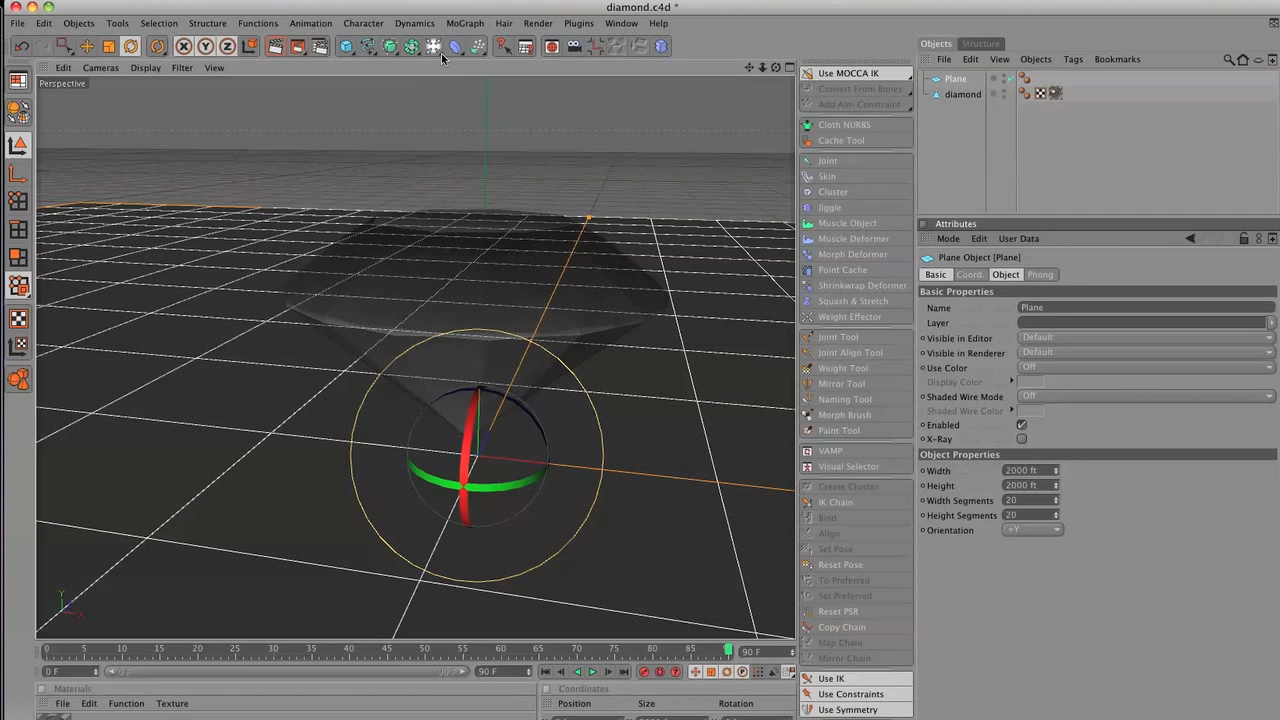 diamond.c4d *
File Edit Objects Tools Selection Structure Functions Animation Character Dynamics MoGraph Hair Render Plugins Window Help
Edit Cameras Display Filter View
Perspective
Y
X
0 5 10 15 20 25 30 35 40 45 50 55 60 65 70 75 80 85 90 F
0 F 0 F 90 F 90 F
Materials
File Edit Function Texture
Coordinates
Position Size Rotation
Use MOCCA IK
Convert From Bones
Add Aim Constraint
Cloth NURBS
Cache Tool
Joint
Skin
Cluster
Jiggle
Muscle Object
Muscle Deformer
Morph Deformer
Point Cache
Shrinkwrap Deformer
Squash & Stretch
Weight Effector
Joint Tool
Joint Align Tool
Weight Tool
Mirror Tool
Naming Tool
Morph Brush
Paint Tool
VAMP
Visual Selector
Create Cluster
IK Chain
Bind
Align
Set Pose
Reset Pose
To Preferred
Set Preferred
Reset PSR
Copy Chain
Map Chain
Mirror Chain
Use IK
Use Constraints
Use Symmetry
Objects Structure
File Edit View Objects Tags Bookmarks
Plane
diamond
Attributes
Mode Edit User Data
Plane Object [Plane]
Basic Coord. Object Phong
Basic Properties
Name Plane
Layer
Visible in Editor Default
Visible in Renderer Default
Use Color Off
Display Color
Shaded Wire Mode Off
Shaded Wire Color
Enabled
X-Ray
Object Properties
Width 2000 ft
Height 2000 ft
Width Segments 20
Height Segments 20
Orientation +Y